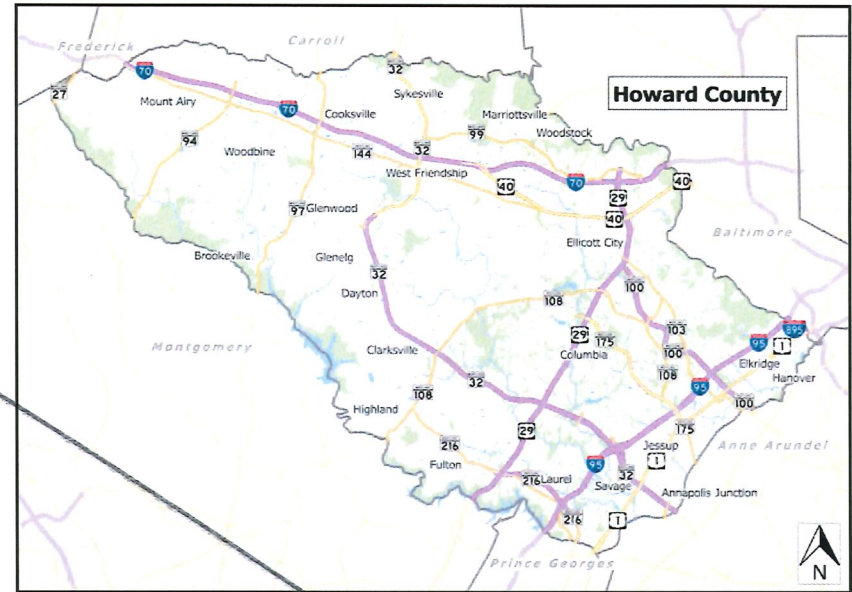 Frederick
Carroll
32
70
Sykesville
27
Mount Airy
Howard County
70
Cooksville
Marriottsville
99
Woodstock
94
Woodbine
144
32
West Friendship
40
70
40
29
97
Glenwood
40
Ellicott City
Baltimore
Brookeville
Glenelg
32
Dayton
100
108
895
Montgomery
29
175
103
95
1
Clarksville
Columbia
100
Elkridge
108
Hanover
32
95
108
100
Highland
29
175
216
Jessup
Anne Arundel
Fulton
95
1
216
Laurel
Savage
32
Annapolis Junction
216
1
Prince Georges
N